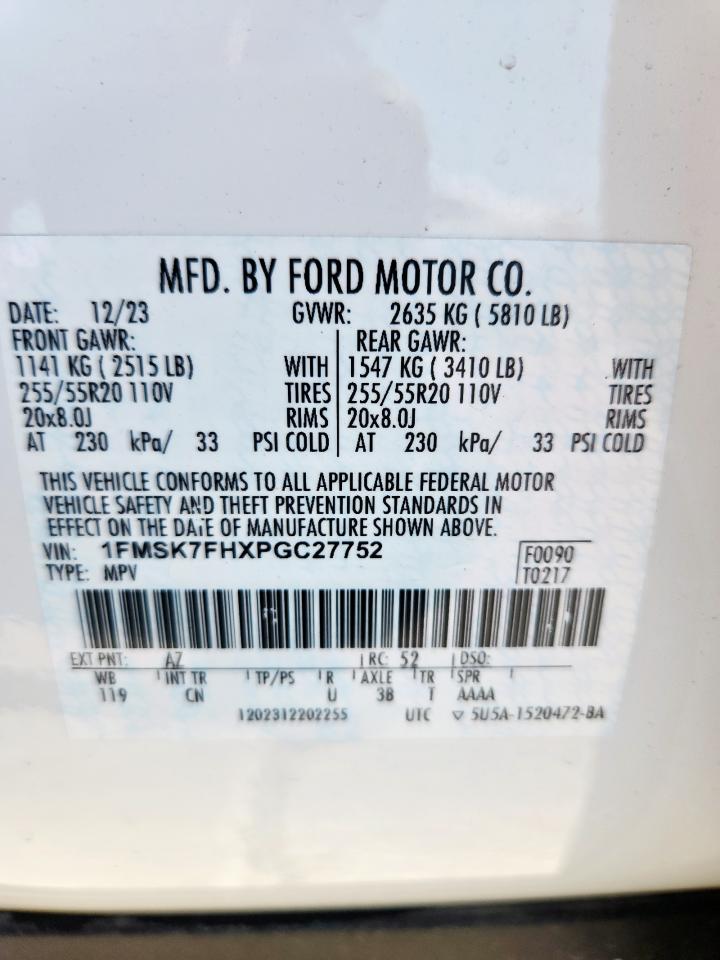 MFD. BY FORD MOTOR CO.
DATE: 12/23 GVWR: 2635 KG ( 5810 LB)
FRONT GAWR: REAR GAWR:
1141 KG ( 2515 LB) WITH 1547 KG ( 3410 LB) WITH
255/55R20 110V TIRES 255/55R20 110V TIRES
20x8.0J RIMS 20x8.0J RIMS
AT 230 kPa/ 33 PSI COLD AT 230 kPa/ 33 PSI COLD
THIS VEHICLE CONFORMS TO ALL APPLICABLE FEDERAL MOTOR
VEHICLE SAFETY AND THEFT PREVENTION STANDARDS IN
EFFECT ON THE DATE OF MANUFACTURE SHOWN ABOVE.
VIN: 1FMSK7FHXPGC27752 F0090
TYPE: MPV T0217
EXT PNT: AZ RC: 52 DSO:
WB INT TR TP/PS R AXLE TR SPR
119 CN U 3B T AAAA
1202312202255 UTC ▽ 5U5A-1520472-BA